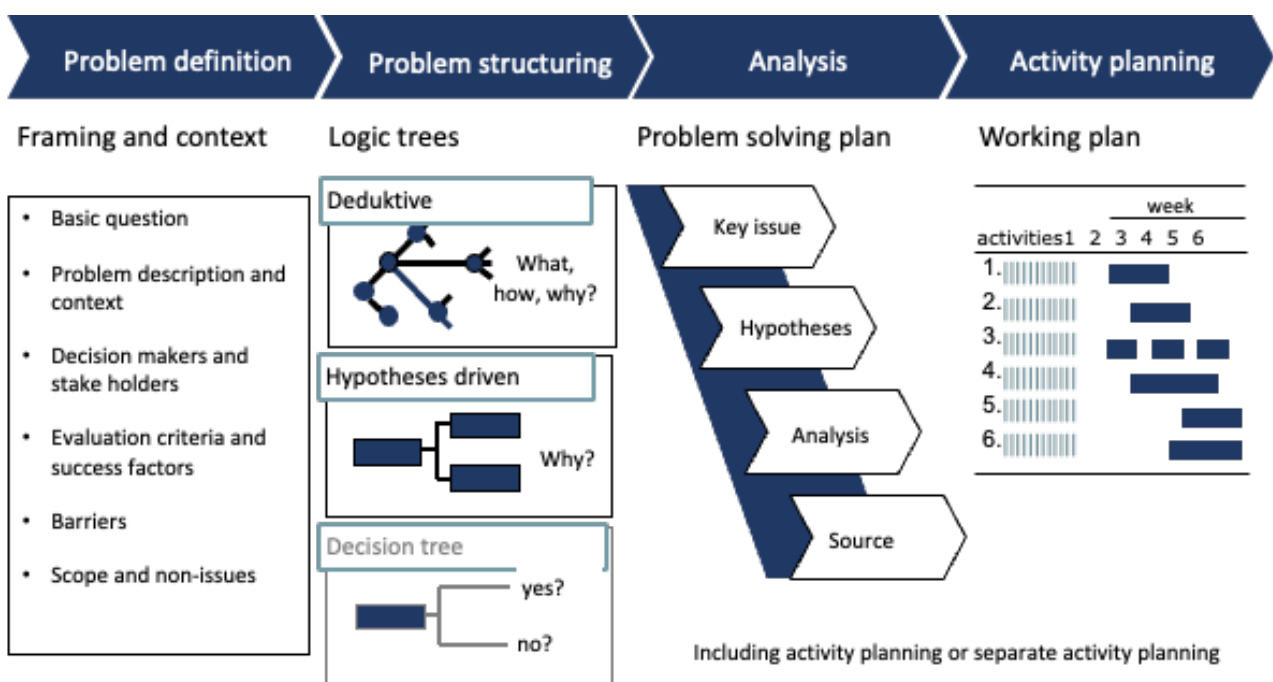 Problem definition
Problem structuring
Analysis
Activity planning
Framing and context
Logic trees
Problem solving plan
Working plan
• Basic question
• Problem description and
context
• Decision makers and
stake holders
• Evaluation criteria and
success factors
• Barriers
• Scope and non-issues
Deduktive
What,
how, why?
Hypotheses driven
Why?
Decision tree
yes?
no?
Key issue
Hypotheses
Analysis
Source
week
activities1 2 3 4 5 6
1.
2.
3.
4.
5.
6.
Including activity planning or separate activity planning